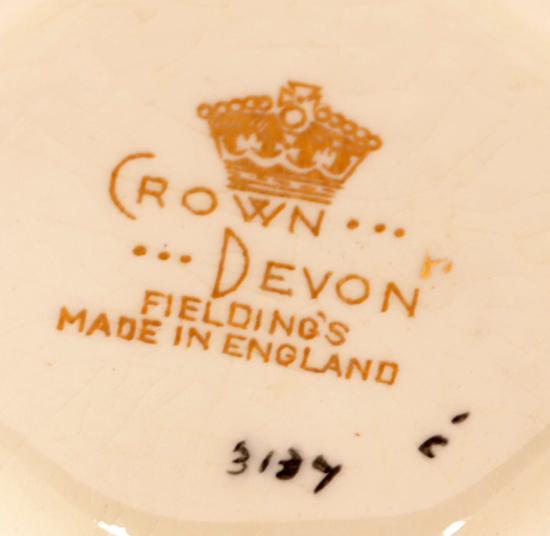 CROWN ...
... DEVON
FIELDING'S
MADE IN ENGLAND